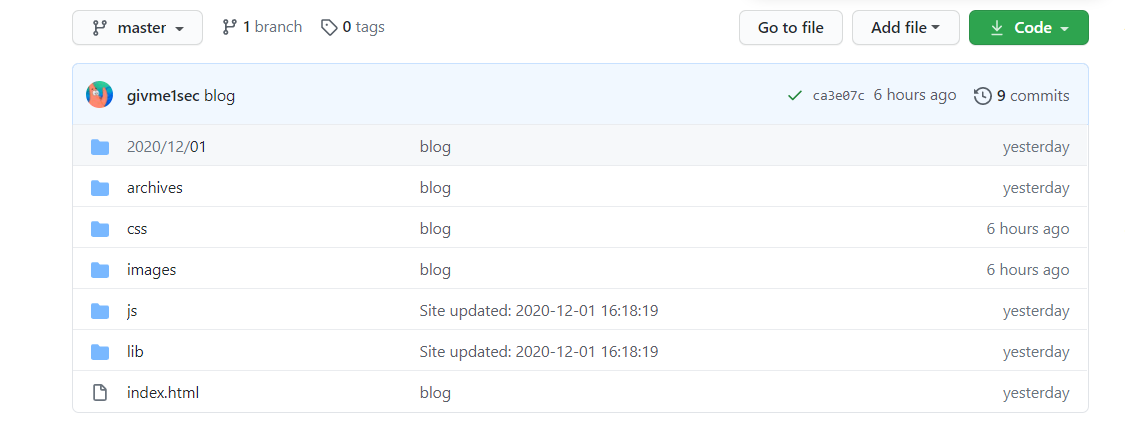 master 1 branch 0 tags Go to file Add file Code
givme1sec blog ca3e07c 6 hours ago 9 commits
2020/12/01 blog yesterday
archives blog yesterday
css blog 6 hours ago
images blog 6 hours ago
js Site updated: 2020-12-01 16:18:19 yesterday
lib Site updated: 2020-12-01 16:18:19 yesterday
index.html blog yesterday